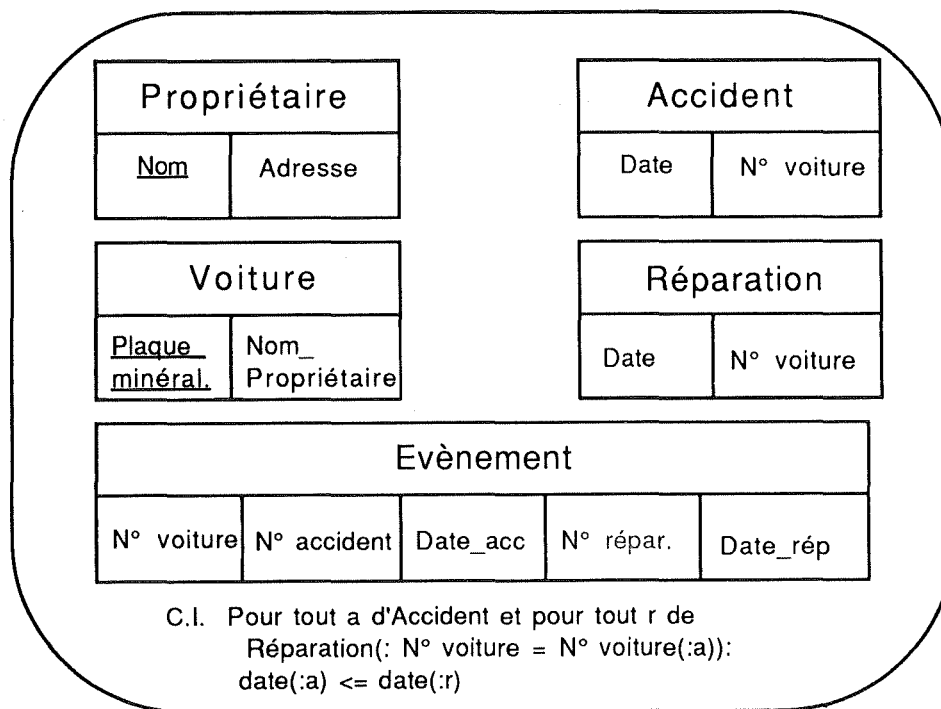 Propriétaire
Nom Adresse
Accident
Date N° voiture
Voiture
Plaque_ Nom_
minéral. Propriétaire
Réparation
Date N° voiture
Evènement
N° voiture N° accident Date_acc N° répar. Date_rép
C.I. Pour tout a d'Accident et pour tout r de
Réparation(: N° voiture = N° voiture(:a)):
date(:a) <= date(:r)